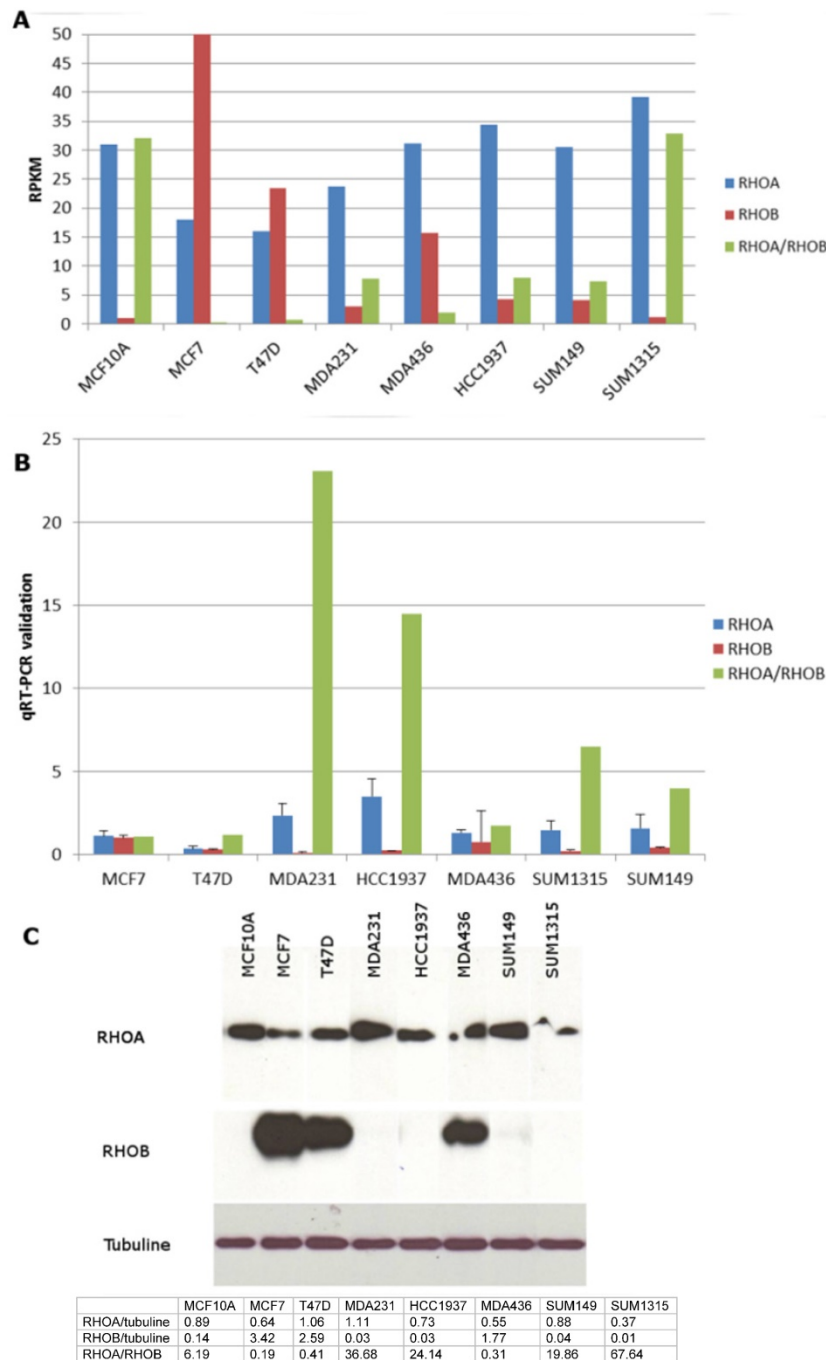 A
50
45
40
35
30
25
20
15
10
5
0
RPKM
MCF10A MCF7 T47D MDA231 MDA436 HCC1937 SUM149 SUM1315
RHOA
RHOB
RHOA/RHOB
B
25
20
15
10
5
0
qRT-PCR validation
MCF7 T47D MDA231 HCC1937 MDA436 SUM1315 SUM149
RHOA
RHOB
RHOA/RHOB
C
MCF10A MCF7 T47D MDA231 HCC1937 MDA436 SUM149 SUM1315
RHOA
RHOB
Tubuline
MCF10A MCF7 T47D MDA231 HCC1937 MDA436 SUM149 SUM1315
RHOA/tubuline 0.89 0.64 1.06 1.11 0.73 0.55 0.88 0.37
RHOB/tubuline 0.14 3.42 2.59 0.03 0.03 1.77 0.04 0.01
RHOA/RHOB 6.19 0.19 0.41 36.68 24.14 0.31 19.86 67.64